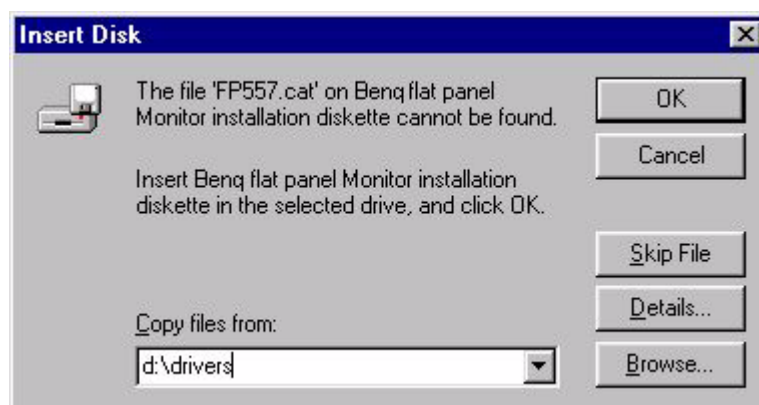 Insert Disk
The file 'FP557.cat' on Benq flat panel
Monitor installation diskette cannot be found.
Insert Benq flat panel Monitor installation
diskette in the selected drive, and click OK.
Copy files from:
d:\drivers
OK
Cancel
Skip File
Details...
Browse...